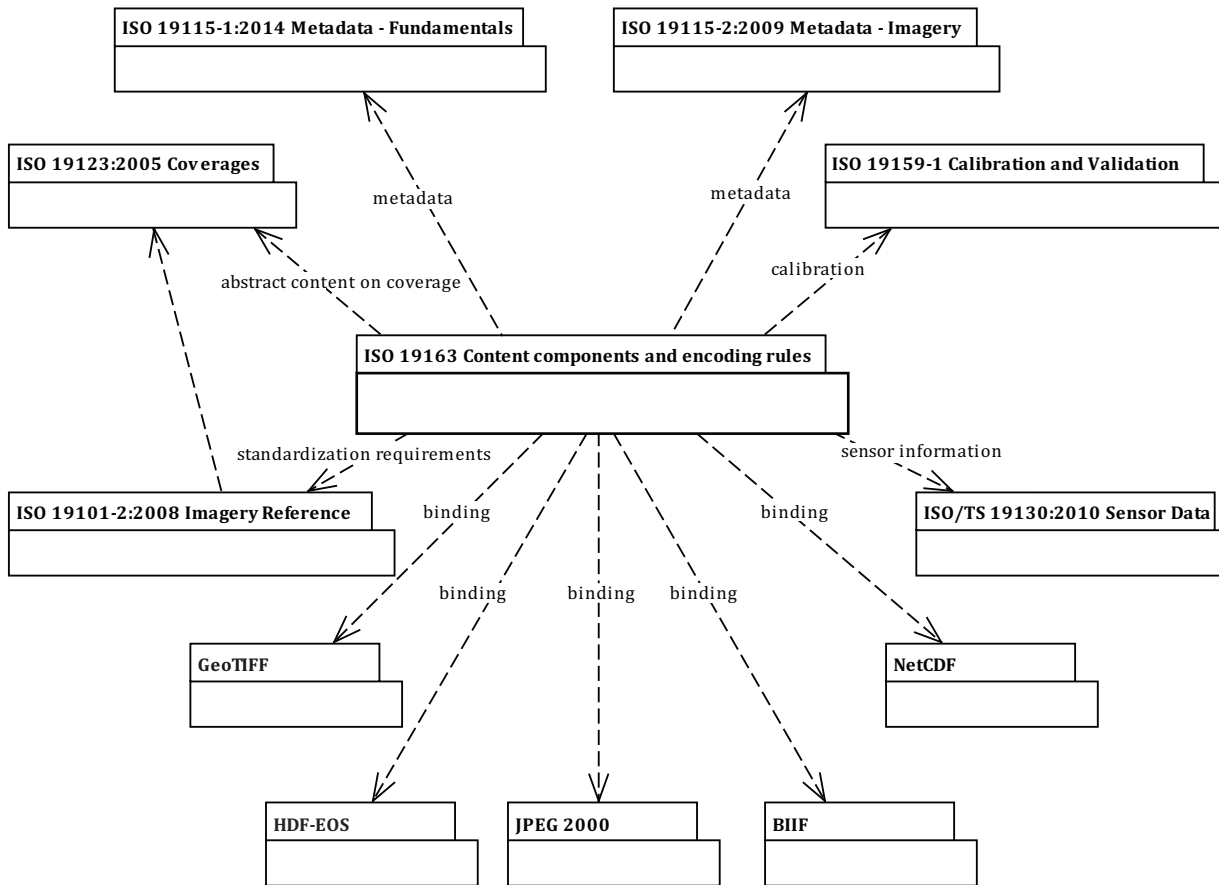 ISO 19115-1:2014 Metadata - Fundamentals
ISO 19115-2:2009 Metadata - Imagery
ISO 19123:2005 Coverages
ISO 19159-1 Calibration and Validation
metadata
metadata
abstract content on coverage
calibration
ISO 19163 Content components and encoding rules
standardization requirements
sensor information
ISO 19101-2:2008 Imagery Reference
binding
binding
ISO/TS 19130:2010 Sensor Data
binding
binding
binding
GeoTIFF
NetCDF
HDF-EOS
JPEG 2000
BIIF